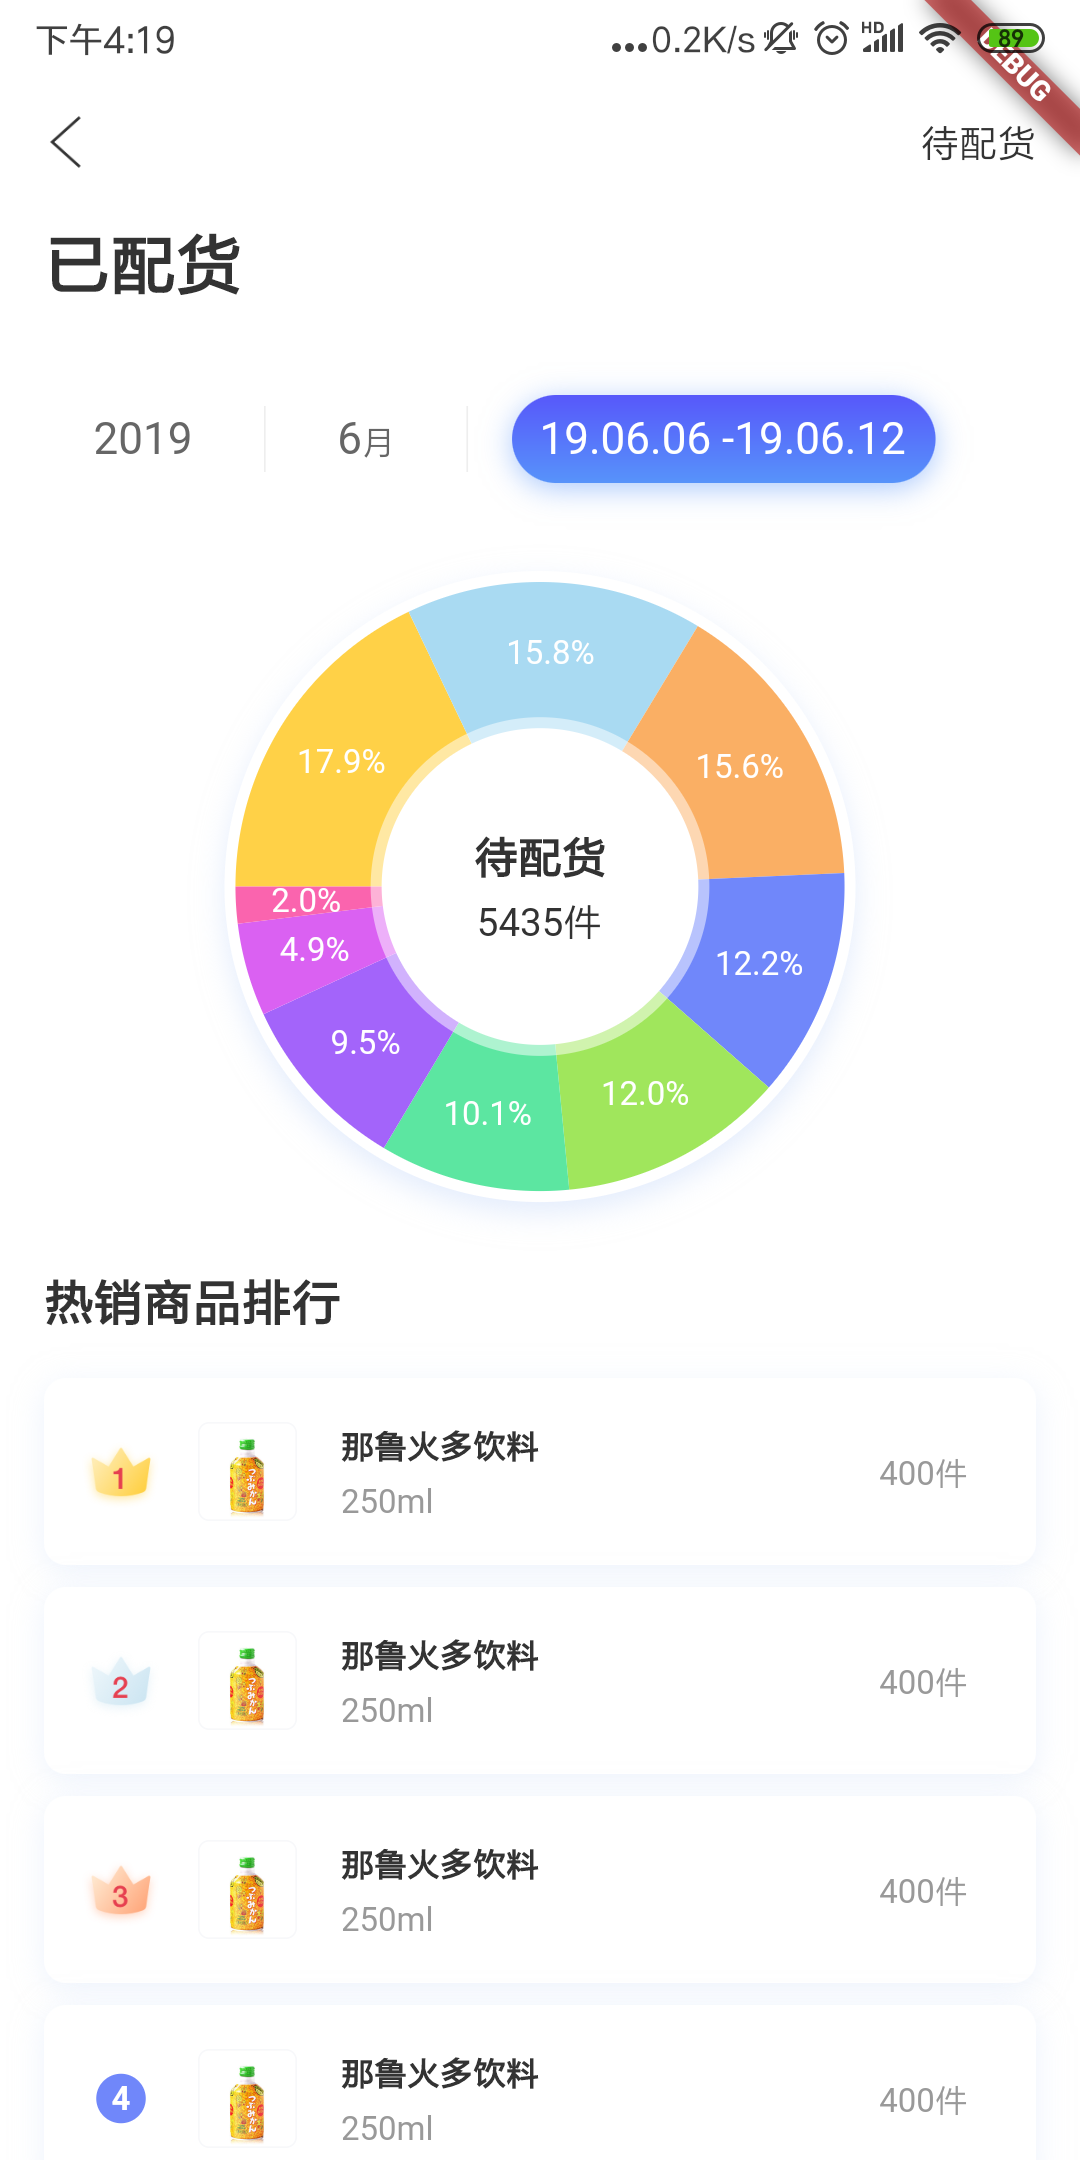 下午4:19
...0.2K/s HD 89
DEBUG
待配货
已配货
2019
6月
19.06.06 -19.06.12
15.8%
15.6%
17.9%
待配货
5435件
2.0%
4.9%
12.2%
9.5%
12.0%
10.1%
热销商品排行
1
那鲁火多饮料
250ml
400件
2
那鲁火多饮料
250ml
400件
3
那鲁火多饮料
250ml
400件
4
那鲁火多饮料
250ml
400件